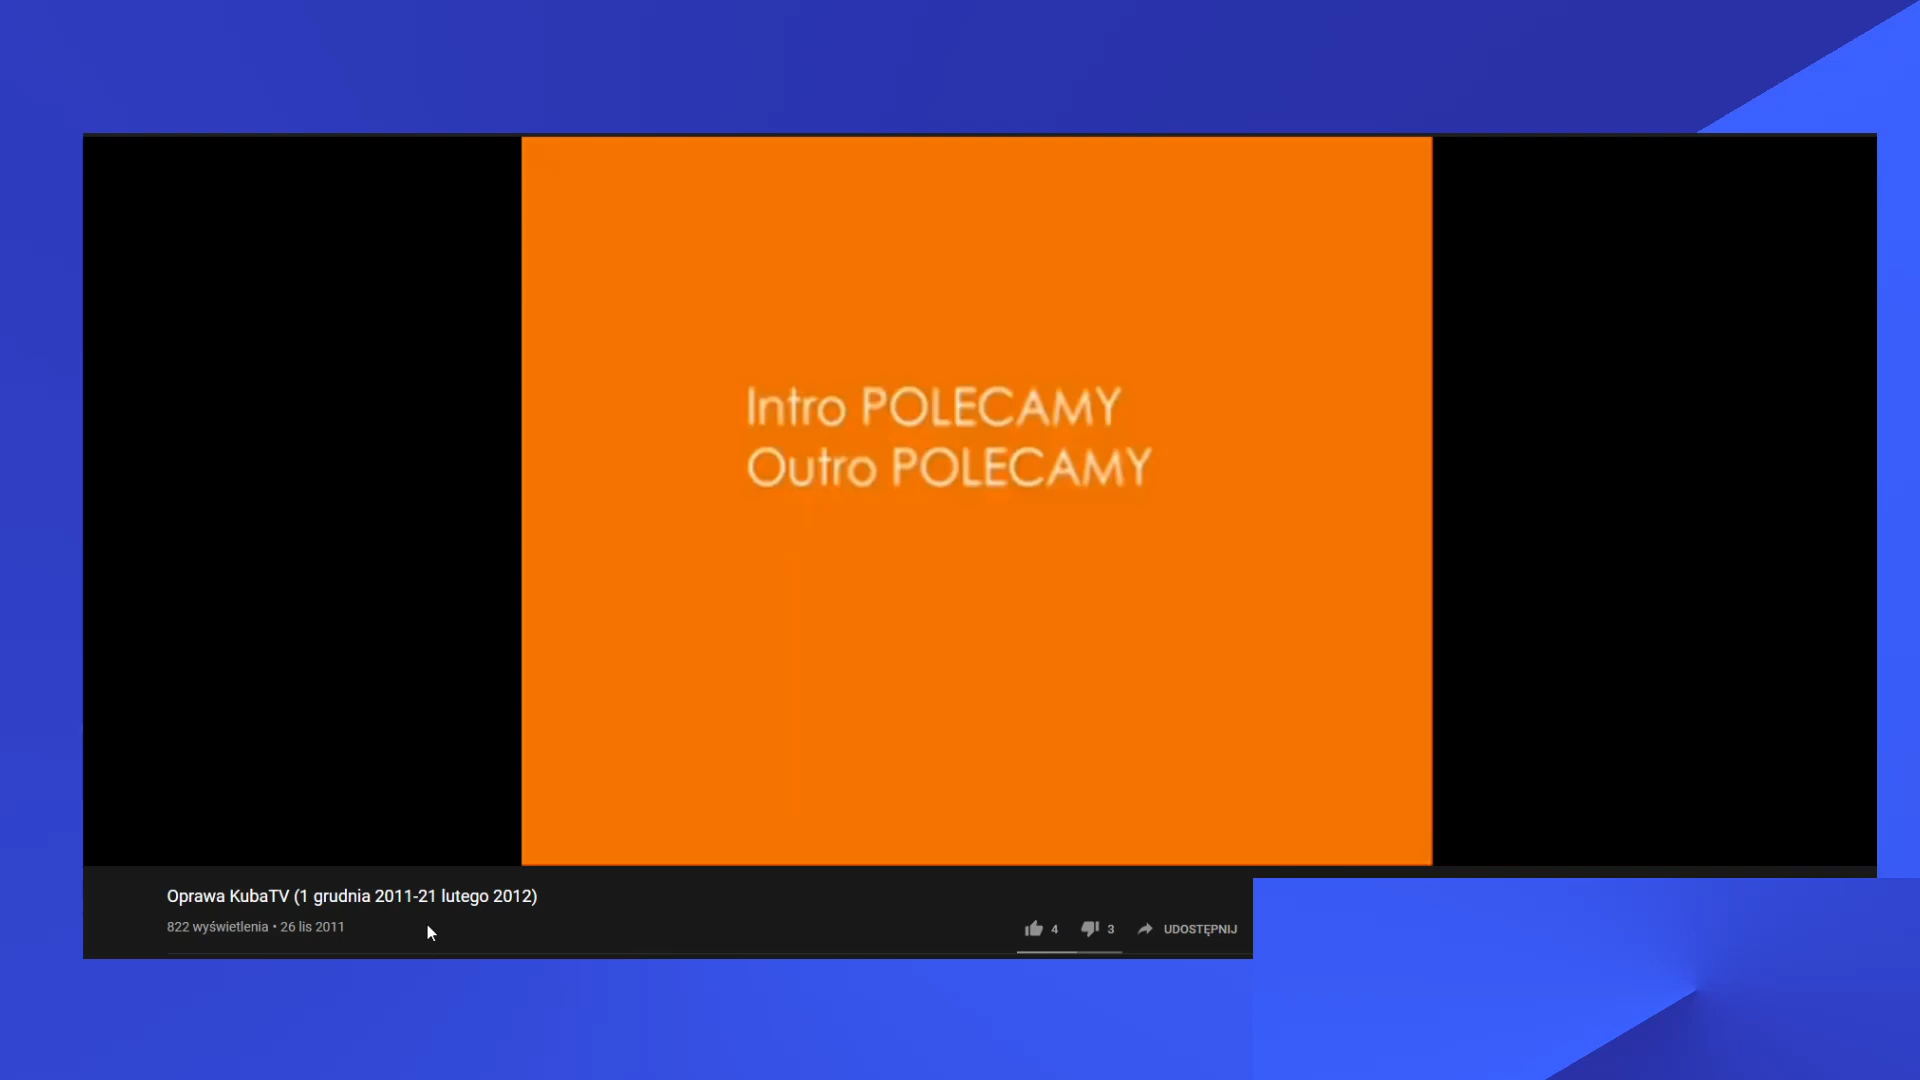 Intro POLECAMY
Outro POLECAMY
Oprawa KubaTV (1 grudnia 2011-21 lutego 2012)
822 wyświetlenia • 26 lis 2011
4 3 UDOSTĘPNIJ